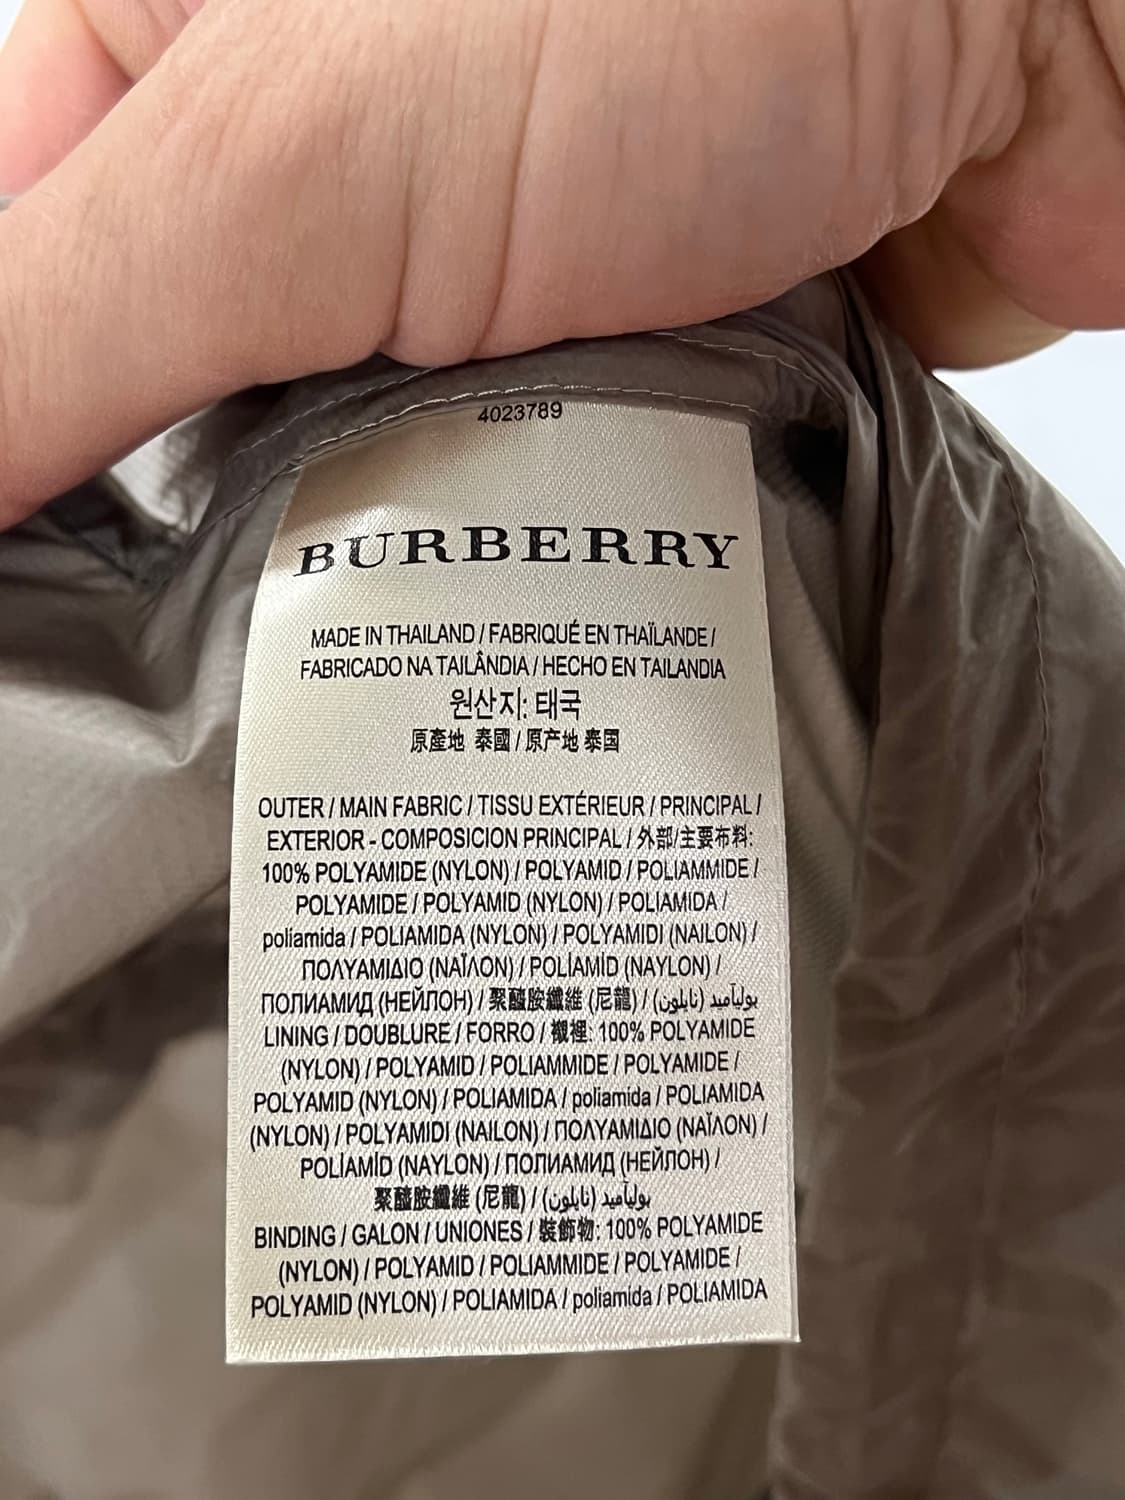 4023789
BURBERRY
MADE IN THAILAND / FABRIQUÉ EN THAÏLANDE /
FABRICADO NA TAILÂNDIA / HECHO EN TAILANDIA
원산지: 태국
原產地 泰國 / 原产地 泰国
OUTER / MAIN FABRIC / TISSU EXTÉRIEUR / PRINCIPAL /
EXTERIOR - COMPOSICION PRINCIPAL / 外部/主要布料:
100% POLYAMIDE (NYLON) / POLYAMID / POLIAMMIDE /
POLYAMIDE / POLYAMID (NYLON) / POLIAMIDA /
poliamida / POLIAMIDA (NYLON) / POLYAMIDI (NAILON) /
ΠΟΛΥΑΜΙΔΙΟ (ΝΑΪΛΟΝ) / POLİAMİD (NAYLON) /
ПОЛИАМИД (НЕЙЛОН) / 聚醯胺纖維 (尼龍) / بوليآميد (نايلون)
LINING / DOUBLURE / FORRO / 襯裡: 100% POLYAMIDE
(NYLON) / POLYAMID / POLIAMMIDE / POLYAMIDE /
POLYAMID (NYLON) / POLIAMIDA / poliamida / POLIAMIDA
(NYLON) / POLYAMIDI (NAILON) / ΠΟΛΥΑΜΙΔΙΟ (ΝΑΪΛΟΝ) /
POLİAMİD (NAYLON) / ПОЛИАМИД (НЕЙЛОН) /
聚醯胺纖維 (尼龍) / بوليآميد (نايلون)
BINDING / GALON / UNIONES / 裝飾物: 100% POLYAMIDE
(NYLON) / POLYAMID / POLIAMMIDE / POLYAMIDE /
POLYAMID (NYLON) / POLIAMIDA / poliamida / POLIAMIDA